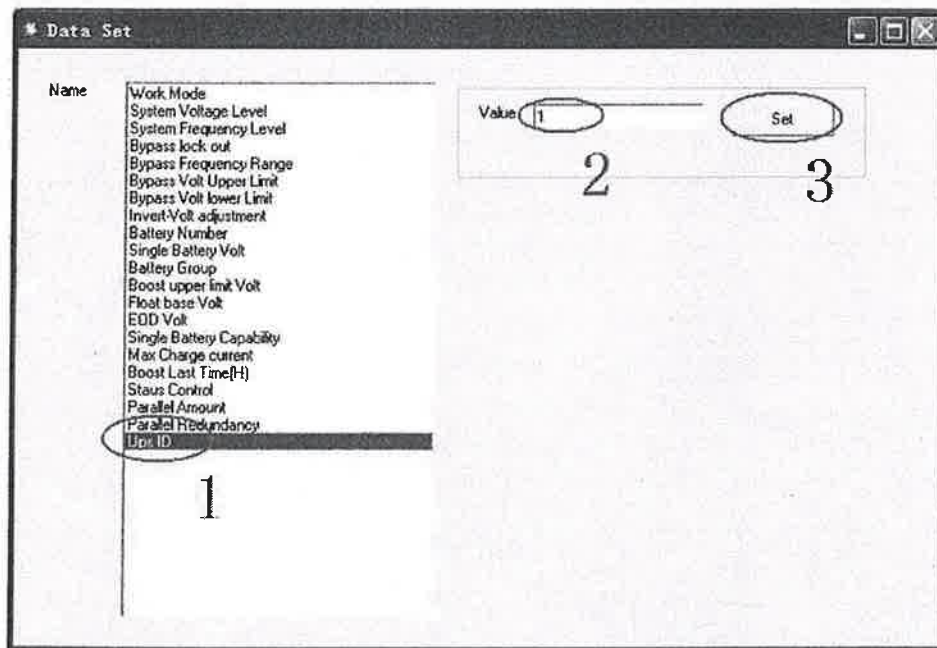 * Data Set
Name
Work Mode
System Voltage Level
System Frequency Level
Bypass lock out
Bypass Frequency Range
Bypass Volt Upper Limit
Bypass Volt lower Limit
Invert-Volt adjustment
Battery Number
Single Battery Volt
Battery Group
Boost upper limit Volt
Float base Volt
EOD Volt
Single Battery Capability
Max Charge current
Boost Last Time(H)
Staus Control
Parallel Amount
Parallel Redundancy
Ups ID
1
Value 1
2
Set
3